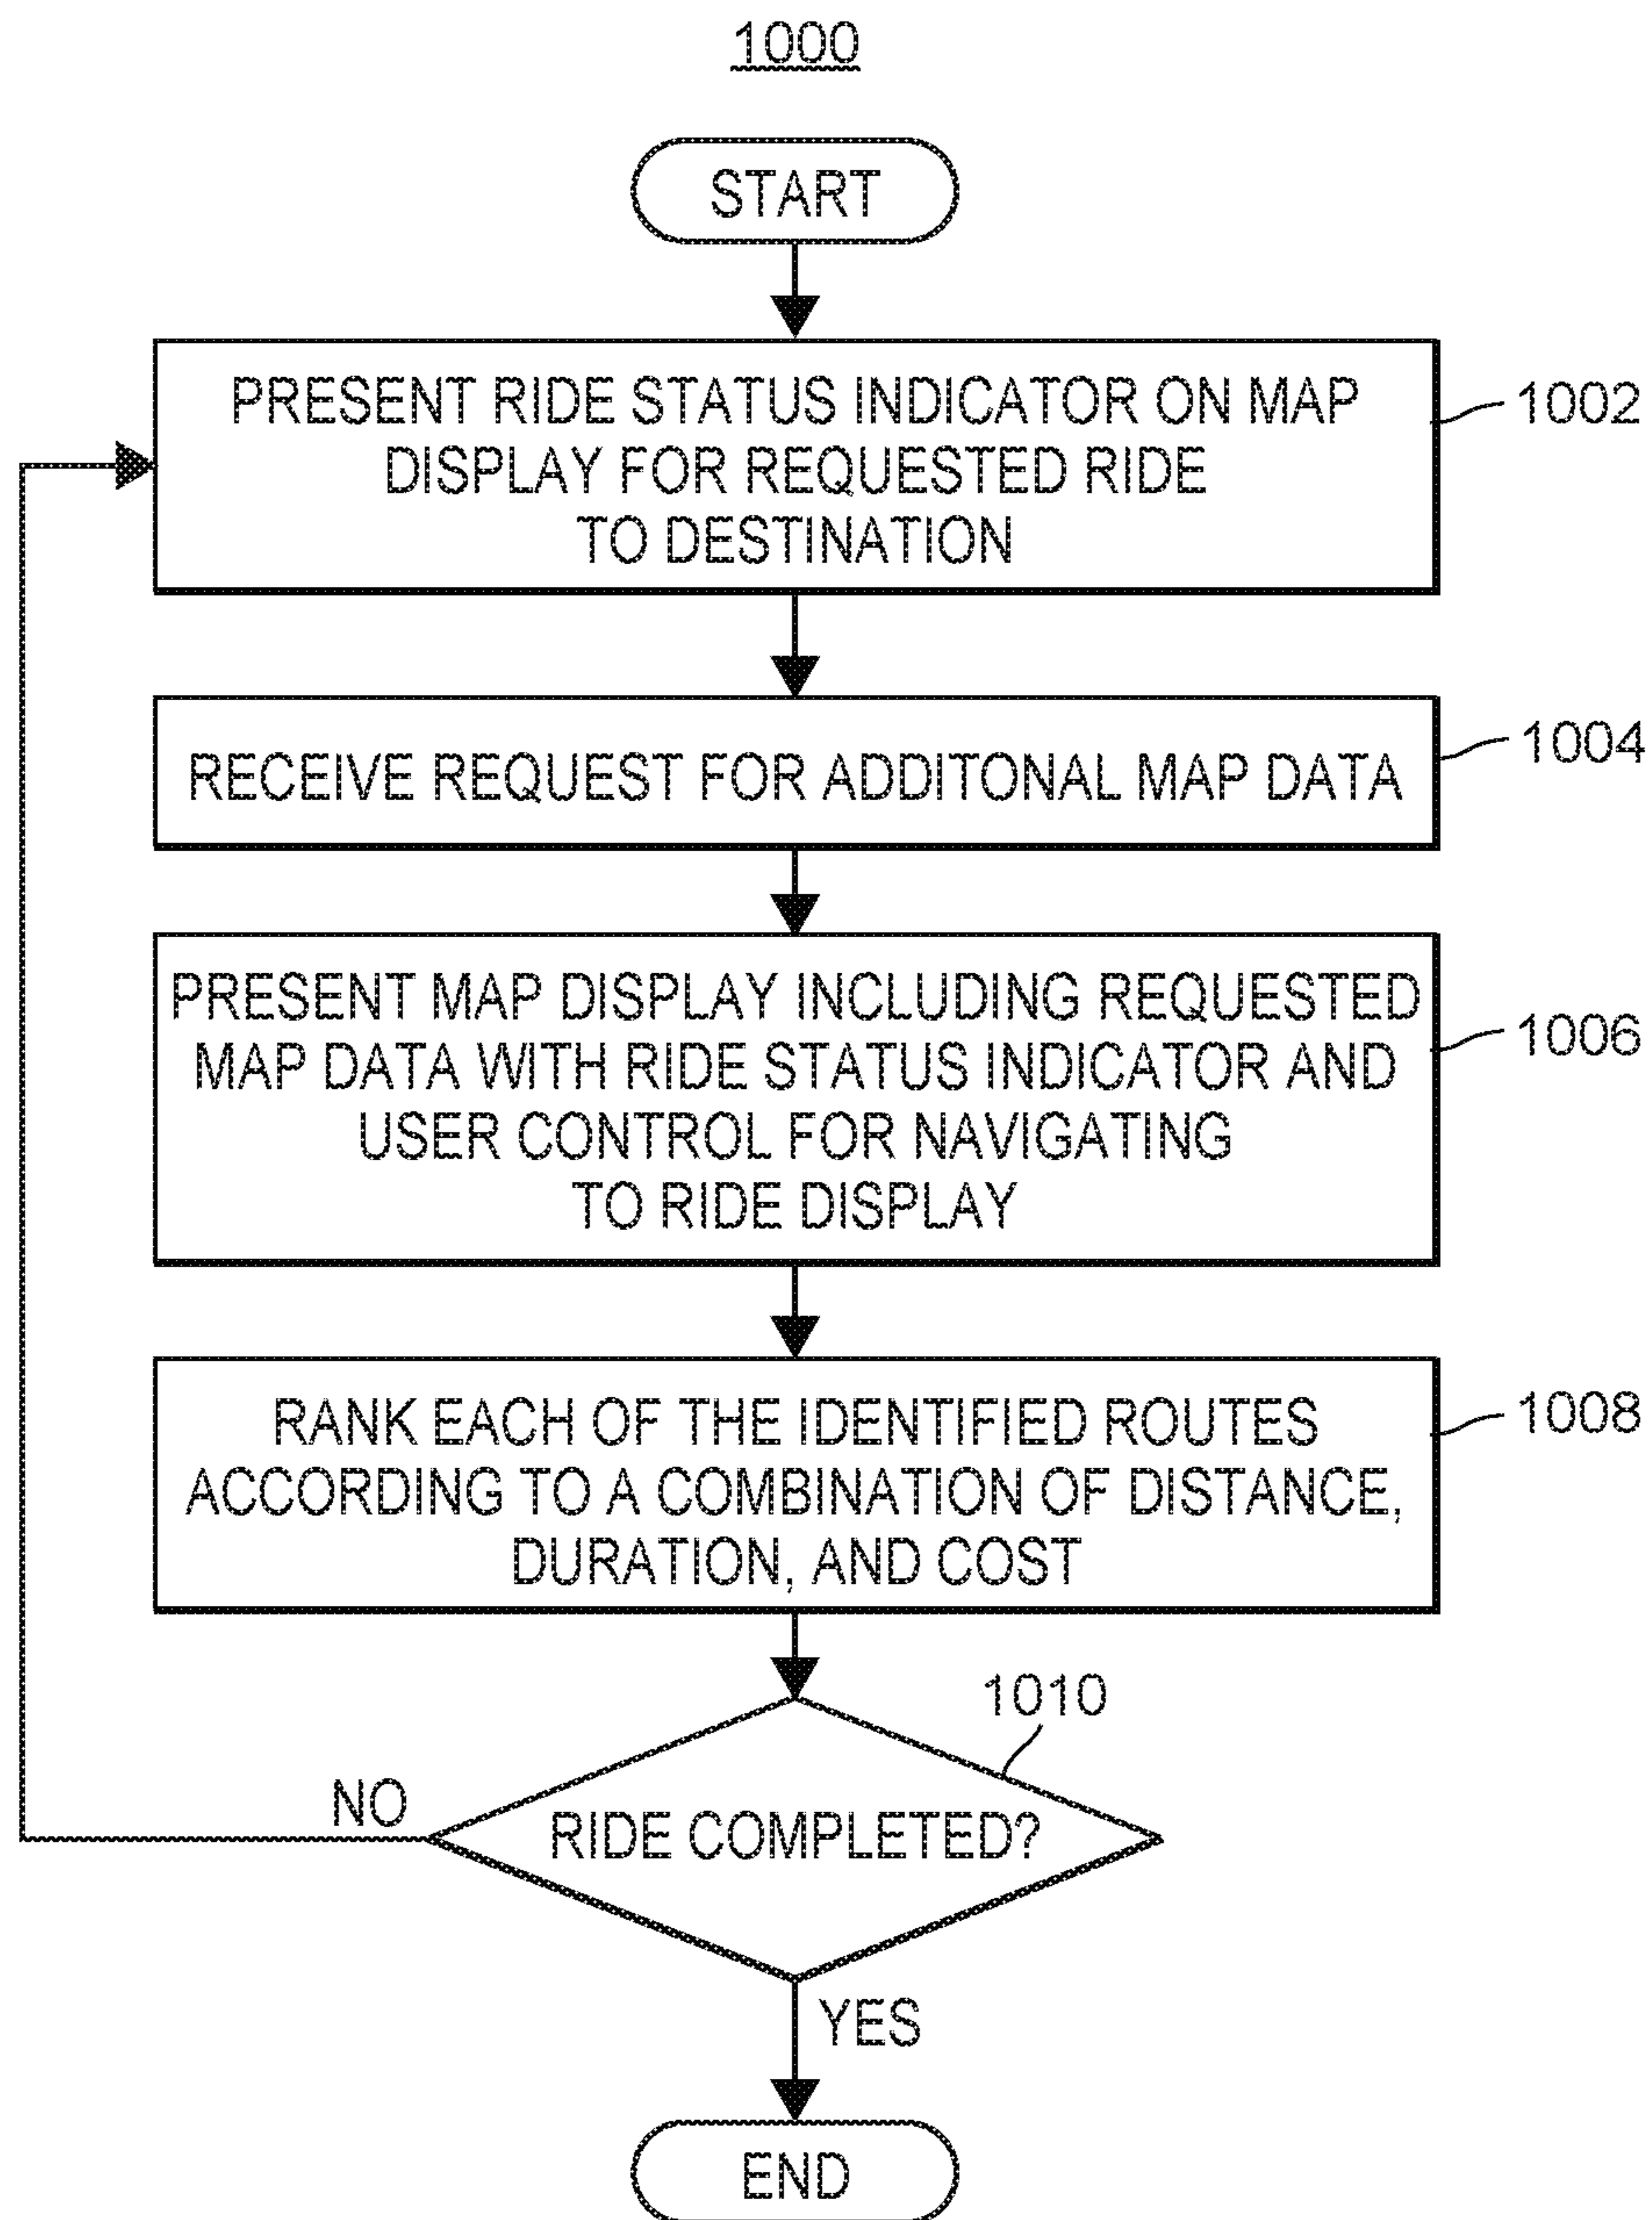 1000
START
PRESENT RIDE STATUS INDICATOR ON MAP
DISPLAY FOR REQUESTED RIDE
TO DESTINATION
1002
RECEIVE REQUEST FOR ADDITONAL MAP DATA
1004
PRESENT MAP DISPLAY INCLUDING REQUESTED
MAP DATA WITH RIDE STATUS INDICATOR AND
USER CONTROL FOR NAVIGATING
TO RIDE DISPLAY
1006
RANK EACH OF THE IDENTIFIED ROUTES
ACCORDING TO A COMBINATION OF DISTANCE,
DURATION, AND COST
1008
1010
RIDE COMPLETED?
NO
YES
END